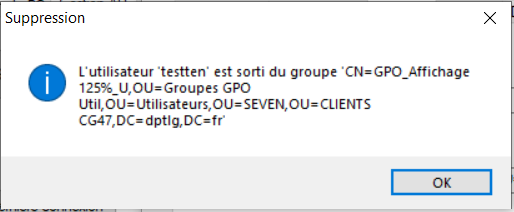 Suppression
L'utilisateur 'testten' est sorti du groupe 'CN=GPO_Affichage
125%_U,OU=Groupes GPO
Util,OU=Utilisateurs,OU=SEVEN,OU=CLIENTS
CG47,DC=dptlg,DC=fr'
OK